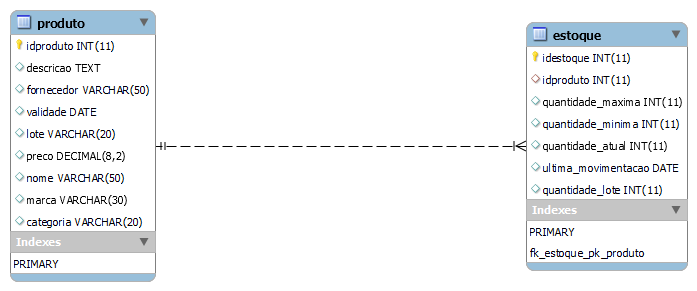 produto
idproduto INT(11)
descricao TEXT
fornecedor VARCHAR(50)
validade DATE
lote VARCHAR(20)
preco DECIMAL(8,2)
nome VARCHAR(50)
marca VARCHAR(30)
categoria VARCHAR(20)
Indexes
PRIMARY
estoque
idestoque INT(11)
idproduto INT(11)
quantidade_maxima INT(11)
quantidade_minima INT(11)
quantidade_atual INT(11)
ultima_movimentacao DATE
quantidade_lote INT(11)
Indexes
PRIMARY
fk_estoque_pk_produto